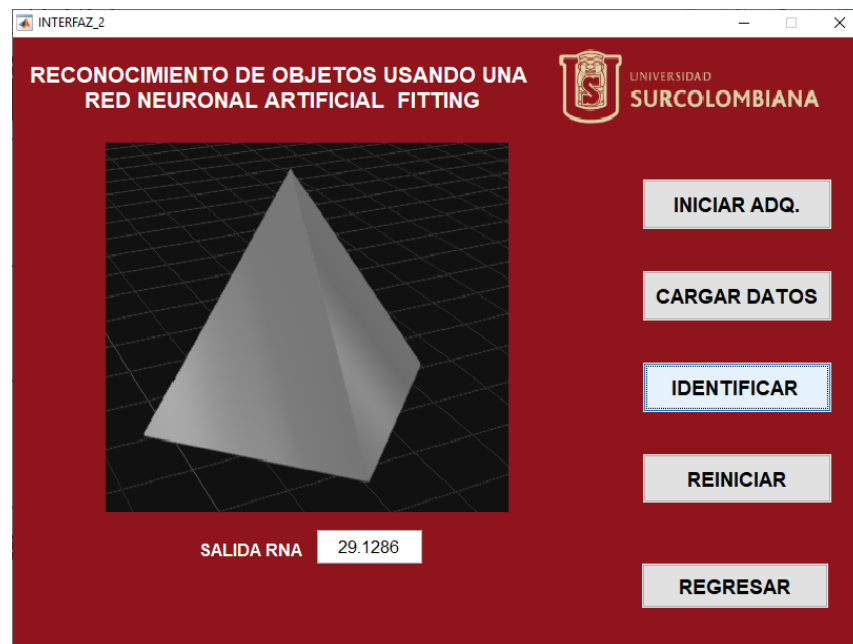 INTERFAZ_2
RECONOCIMIENTO DE OBJETOS USANDO UNA
RED NEURONAL ARTIFICIAL FITTING
UNIVERSIDAD
SURCOLOMBIANA
INICIAR ADQ.
CARGAR DATOS
IDENTIFICAR
REINICIAR
SALIDA RNA 29.1286
REGRESAR